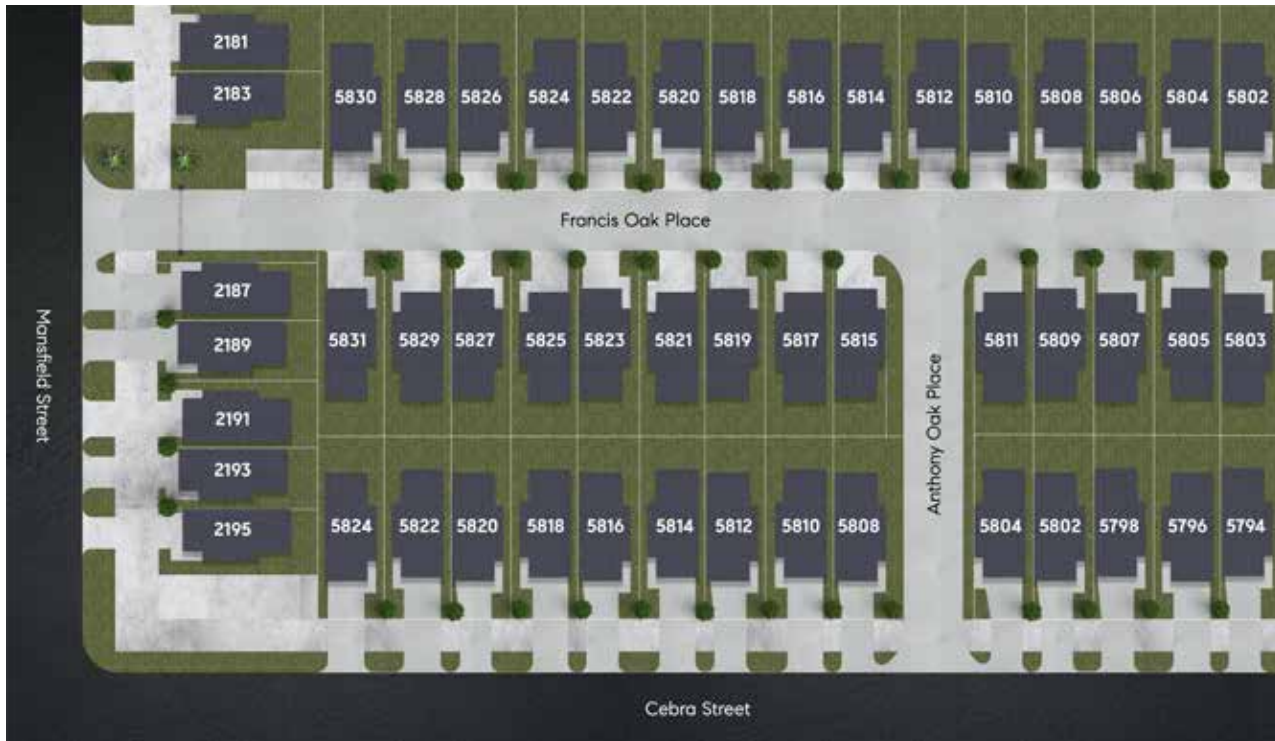 2181
2183
5830 5828 5826 5824 5822 5820 5818 5816 5814 5812 5810 5808 5806 5804 5802
Francis Oak Place
Mansfield Street
2187
2189
2191
2193
2195
5831 5829 5827 5825 5823 5821 5819 5817 5815 5811 5809 5807 5805 5803
Anthony Oak Place
5824 5822 5820 5818 5816 5814 5812 5810 5808 5804 5802 5798 5796 5794
Cebra Street